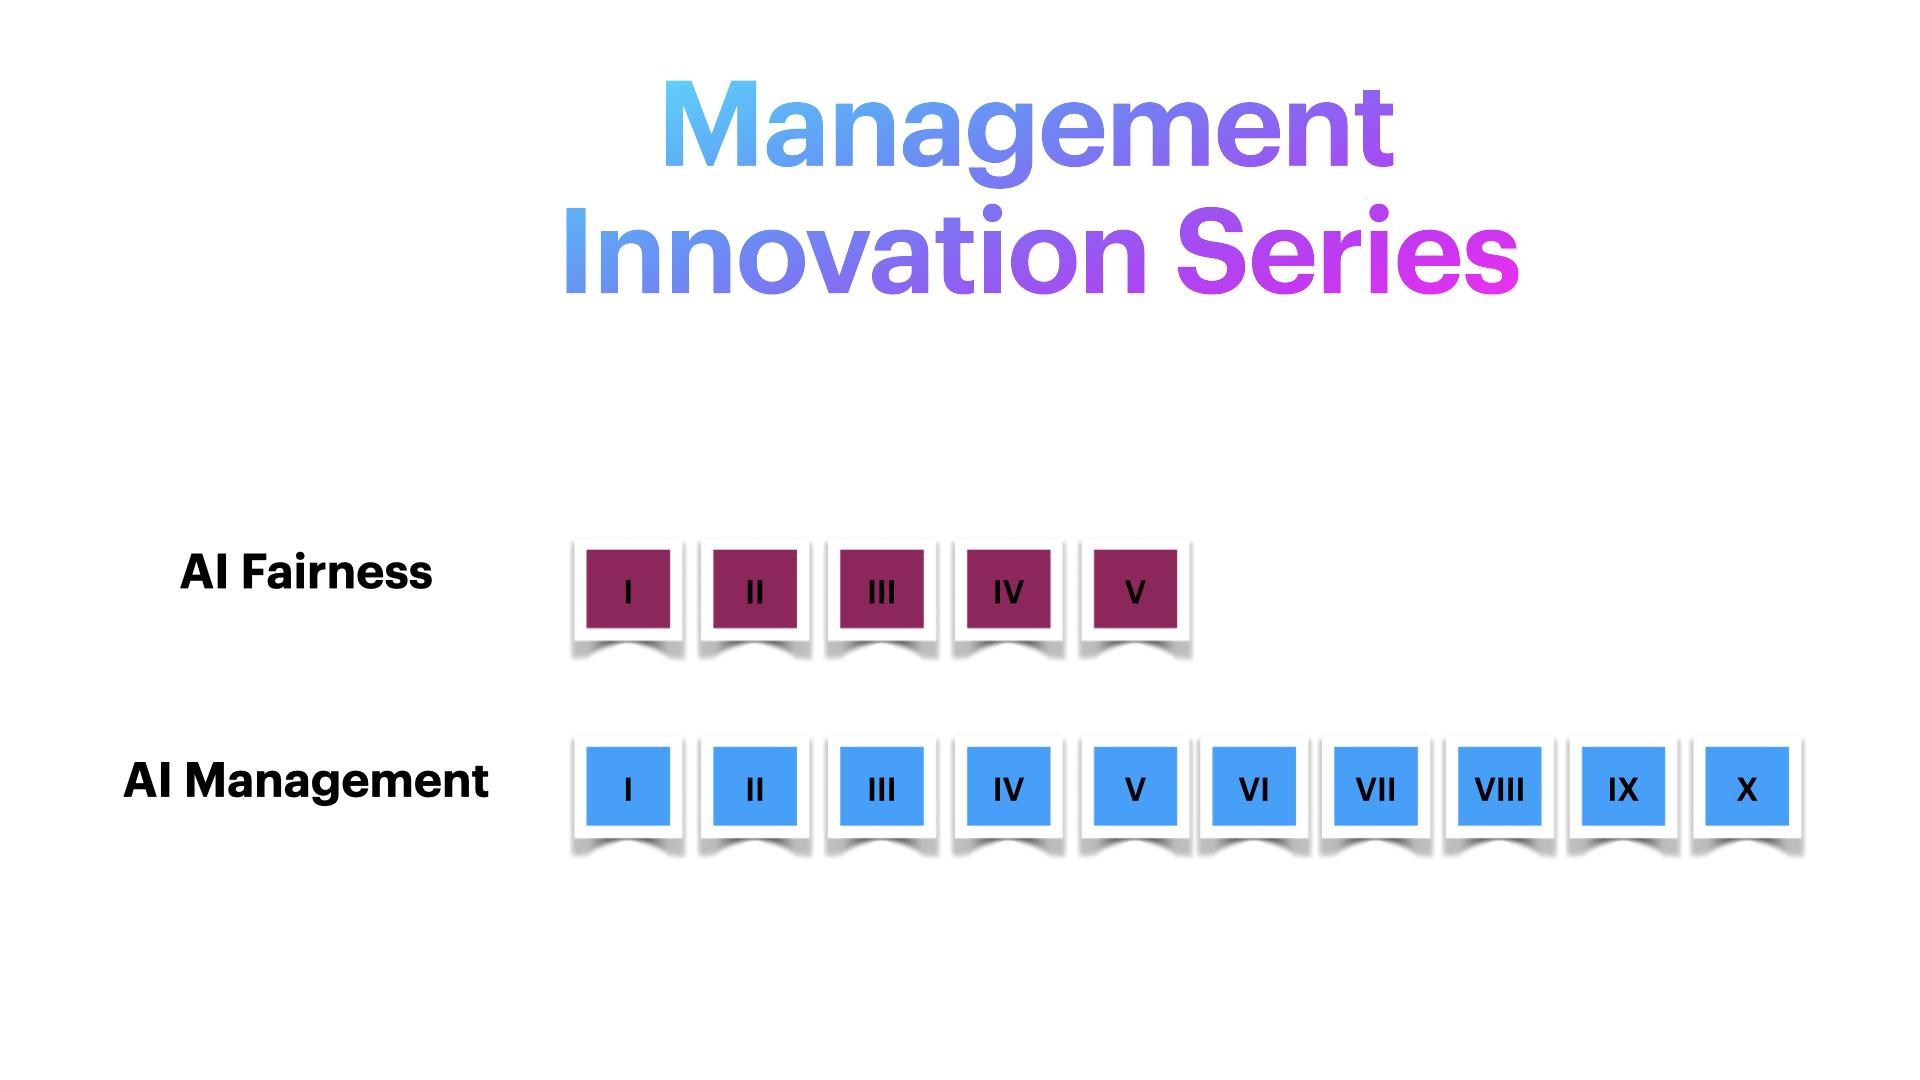 Management
Innovation Series
AI Fairness
I II III IV V
AI Management
I II III IV V VI VII VIII IX X